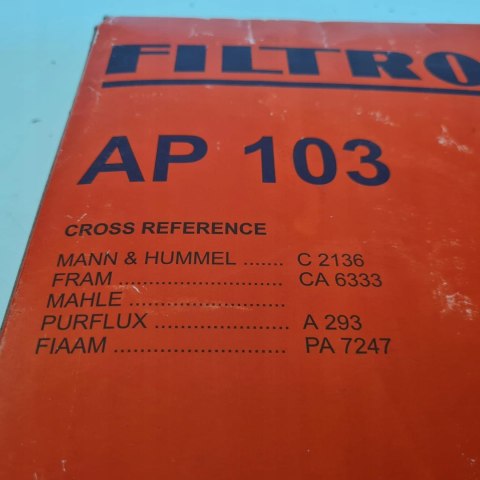 FILTRO
AP 103
CROSS REFERENCE
MANN & HUMMEL ....... C 2136
FRAM ............................ CA 6333
MAHLE ..........................
PURFLUX ...................... A 293
FIAAM ............................ PA 7247